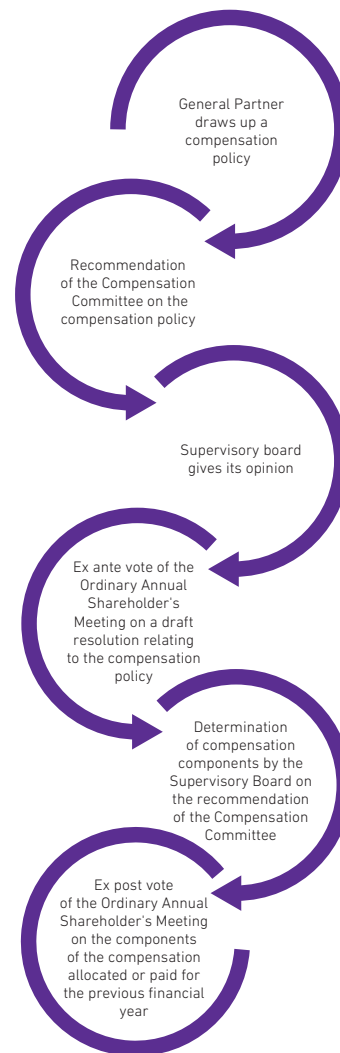 General Partner
draws up a
compensation
policy
Recommendation
of the Compensation
Committee on the
compensation policy
Supervisory board
gives its opinion
Ex ante vote of the
Ordinary Annual
Shareholder's
Meeting on a draft
resolution relating
to the compensation
policy
Determination
of compensation
components by the
Supervisory Board on
the recommendation
of the Compensation
Committee
Ex post vote
of the Ordinary Annual
Shareholder's Meeting
on the components
of the compensation
allocated or paid for
the previous financial
year